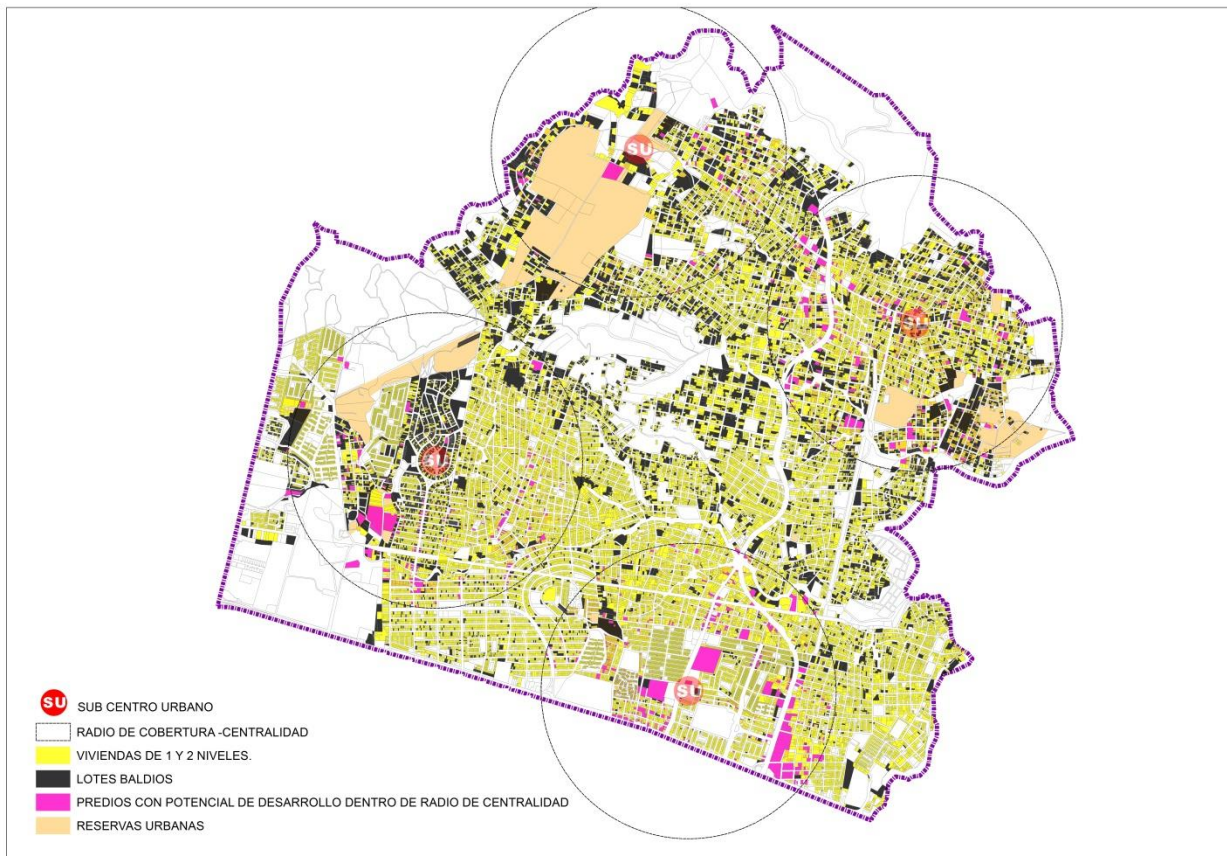 SU
SU
SU
SU
SU SUB CENTRO URBANO
RADIO DE COBERTURA -CENTRALIDAD
VIVIENDAS DE 1 Y 2 NIVELES.
LOTES BALDIOS
PREDIOS CON POTENCIAL DE DESARROLLO DENTRO DE RADIO DE CENTRALIDAD
RESERVAS URBANAS